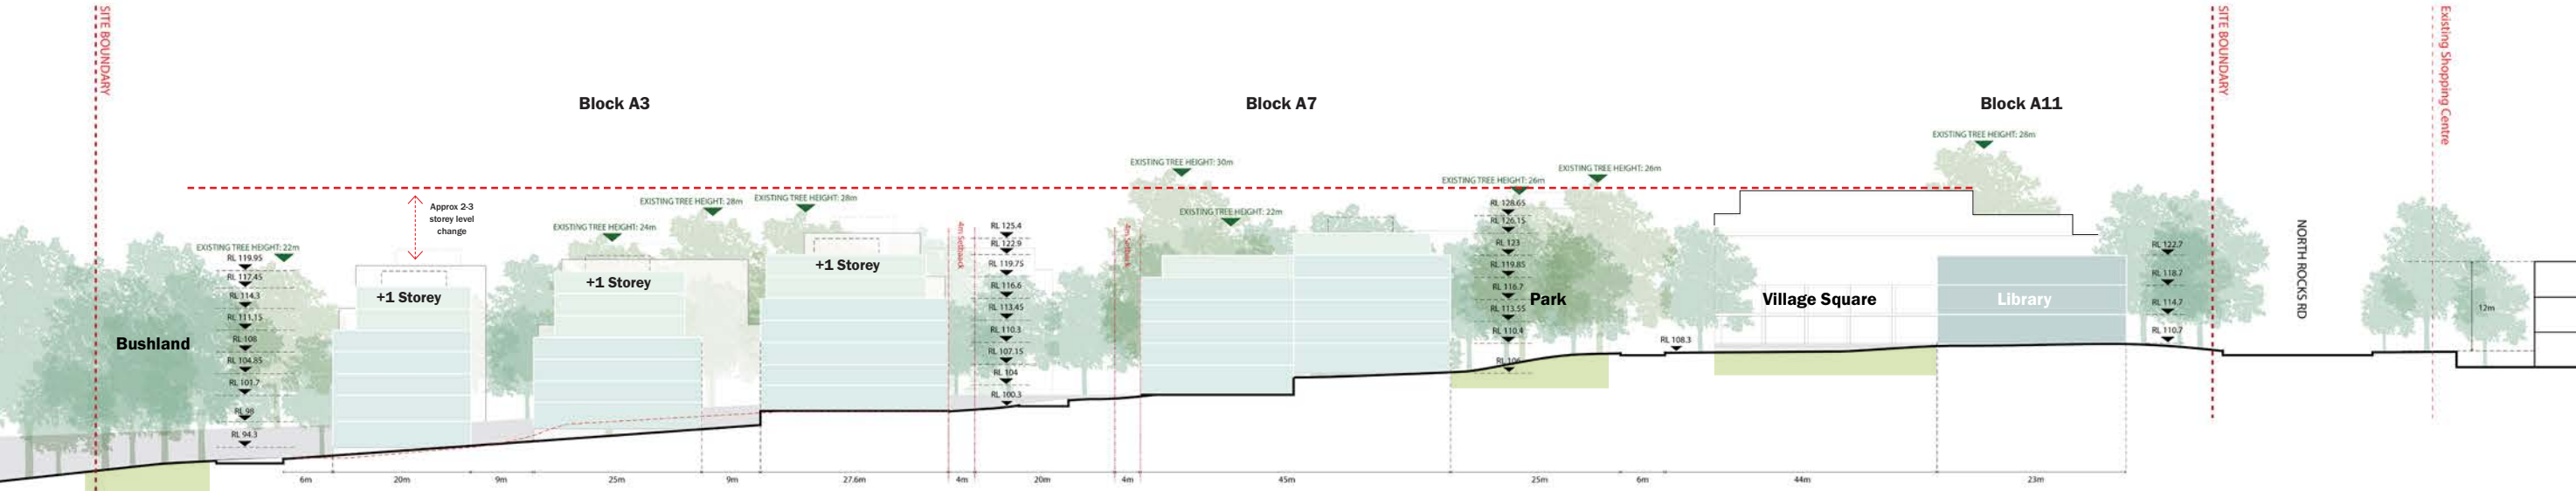 SITE BOUNDARY
Block A3
Block A7
Block A11
SITE BOUNDARY
Existing Shopping Centre
EXISTING TREE HEIGHT: 28m
EXISTING TREE HEIGHT: 30m
EXISTING TREE HEIGHT: 26m
EXISTING TREE HEIGHT: 26m
EXISTING TREE HEIGHT: 28m
EXISTING TREE HEIGHT: 28m
EXISTING TREE HEIGHT: 22m
EXISTING TREE HEIGHT: 24m
EXISTING TREE HEIGHT: 22m
Approx 2-3
storey level
change
RL 119.95
RL 117.45
RL 114.3
RL 111.15
RL 108
RL 104.85
RL 101.7
RL 98
RL 94.3
Bushland
+1 Storey
+1 Storey
+1 Storey
4m Setback
RL 125.4
RL 122.9
RL 119.75
RL 116.6
RL 113.45
RL 110.3
RL 107.15
RL 104
RL 100.3
4m Setback
RL 128.65
RL 126.15
RL 123
RL 119.85
RL 116.7
RL 113.55
RL 110.4
RL 106
Park
RL 108.3
Village Square
Library
RL 122.7
RL 118.7
RL 114.7
RL 110.7
NORTH ROCKS RD
12m
6m
20m
9m
25m
9m
27.6m
4m
20m
4m
45m
25m
6m
44m
23m